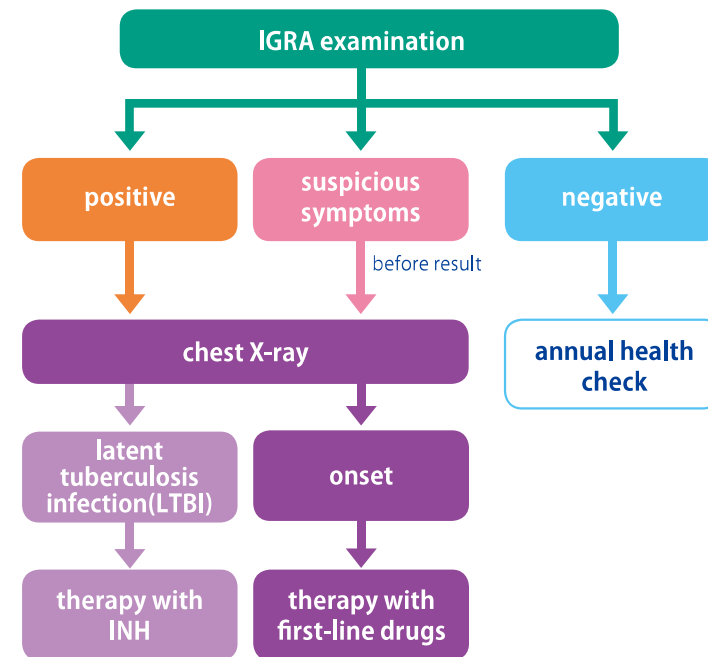 IGRA examination
positive
suspicious
symptoms
negative
before result
chest X-ray
annual health
check
latent
tuberculosis
infection(LTBI)
onset
therapy with
INH
therapy with
first-line drugs